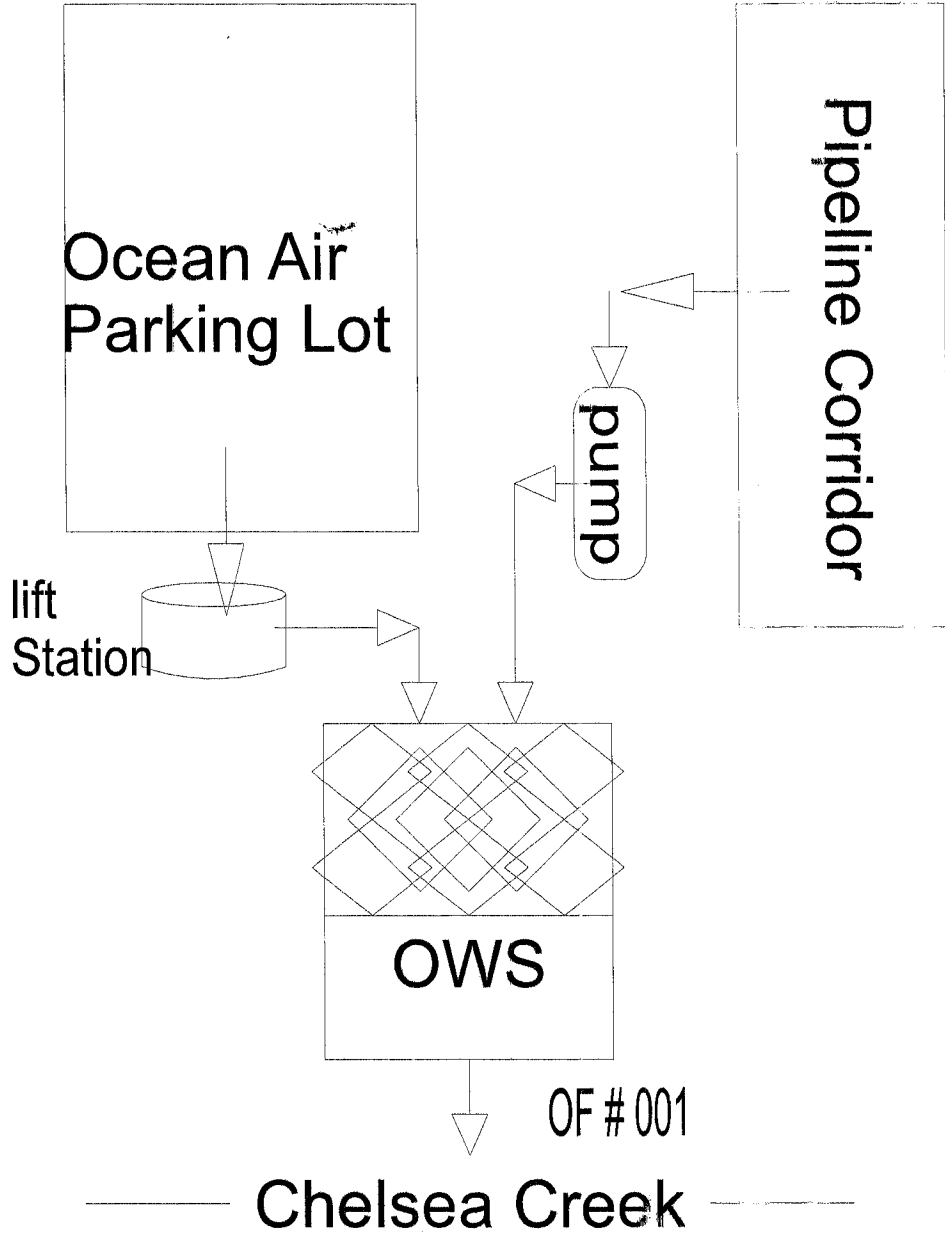 Ocean Air
Parking Lot
Pipeline Corridor
pump
lift
Station
OWS
OF # 001
Chelsea Creek